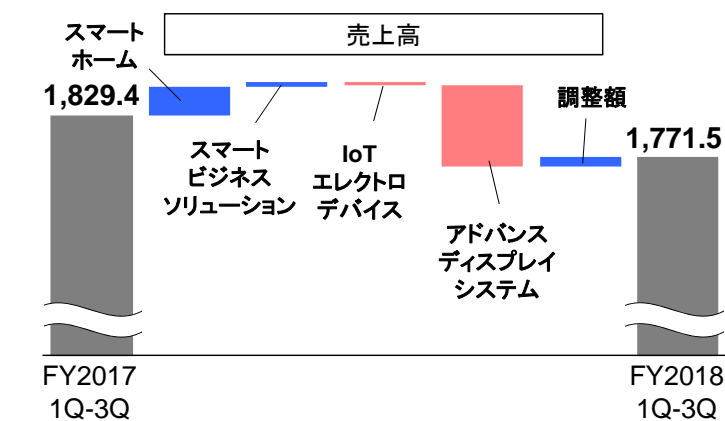 売上高
スマート
ホーム
1,829.4
スマート
ビジネス
ソリューション
IoT
エレクトロ
デバイス
アドバンス
ディスプレイ
システム
調整額
1,771.5
FY2017
1Q-3Q
FY2018
1Q-3Q